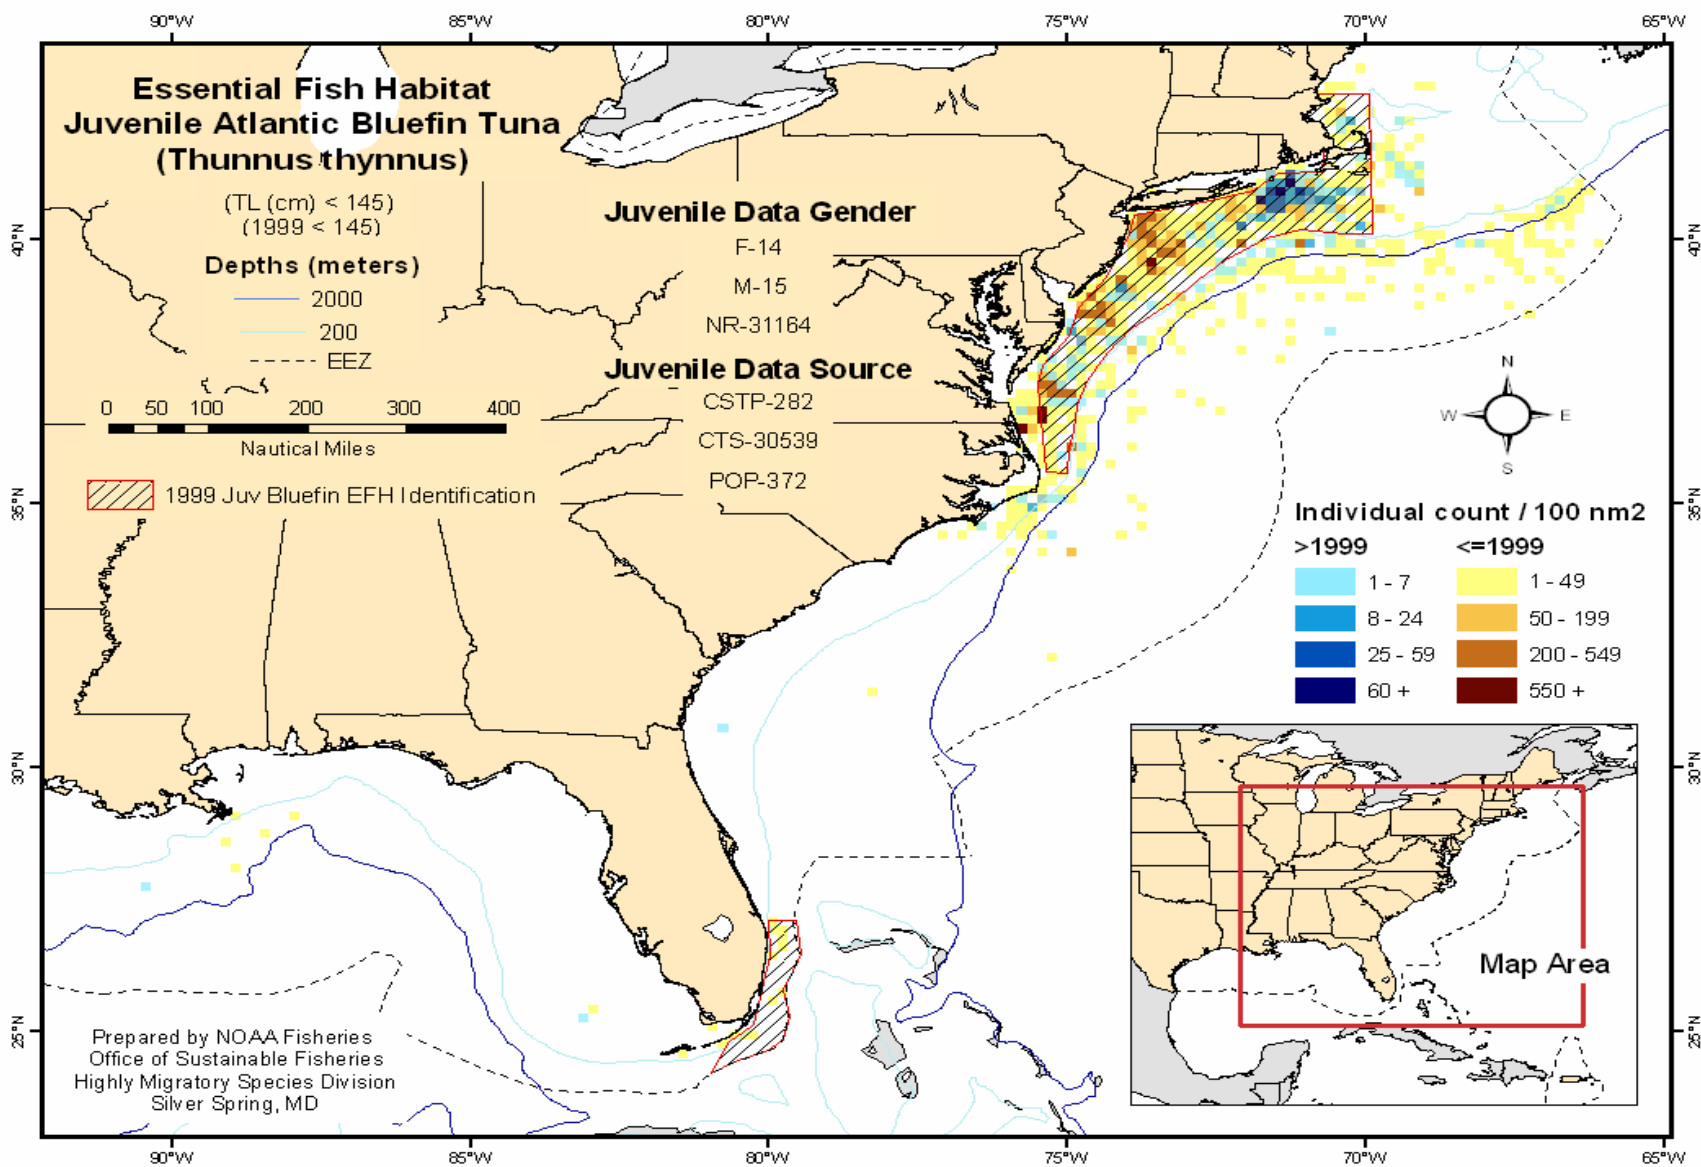 90°W 85°W 80°W 75°W 70°W 65°W
Essential Fish Habitat
Juvenile Atlantic Bluefin Tuna
(Thunnus thynnus)
(TL (cm) < 145)
(1999 < 145)
Depths (meters)
2000
200
EEZ
0 50 100 200 300 400
Nautical Miles
1999 Juv Bluefin EFH Identification
Juvenile Data Gender
F-14
M-15
NR-31164
Juvenile Data Source
CSTP-282
CTS-30539
POP-372
N
W E
S
Individual count / 100 nm2
>1999 <=1999
1 - 7 1 - 49
8 - 24 50 - 199
25 - 59 200 - 549
60 + 550 +
Map Area
Prepared by NOAA Fisheries
Office of Sustainable Fisheries
Highly Migratory Species Division
Silver Spring, MD
40°N 40°N
35°N 35°N
30°N 30°N
25°N 25°N
90°W 85°W 80°W 75°W 70°W 65°W